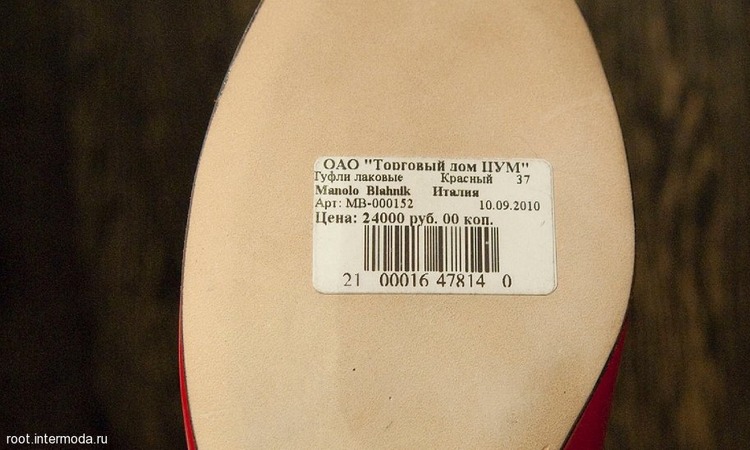 ОАО "Торговый дом ЦУМ"
Туфли лаковые Красный 37
Manolo Blahnik Италия
Арт: MB-000152 10.09.2010
Цена: 24000 руб. 00 коп.
21 00016 47814 0
root.intermoda.ru